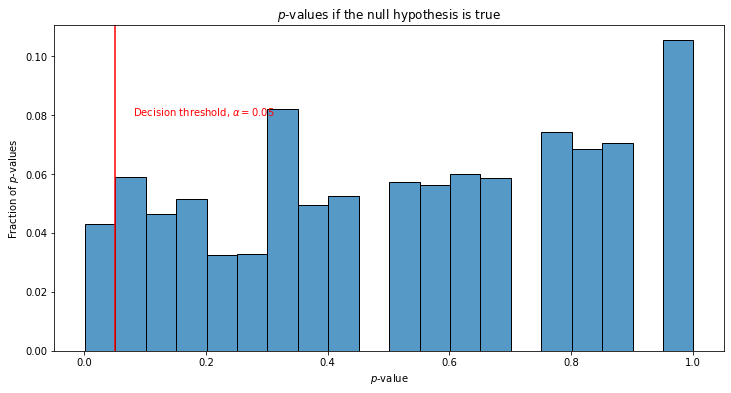 p-values if the null hypothesis is true
0.10
0.08
0.06
0.04
0.02
0.00
Fraction of p-values
Decision threshold, α = 0.05
0.0 0.2 0.4 0.6 0.8 1.0
p-value